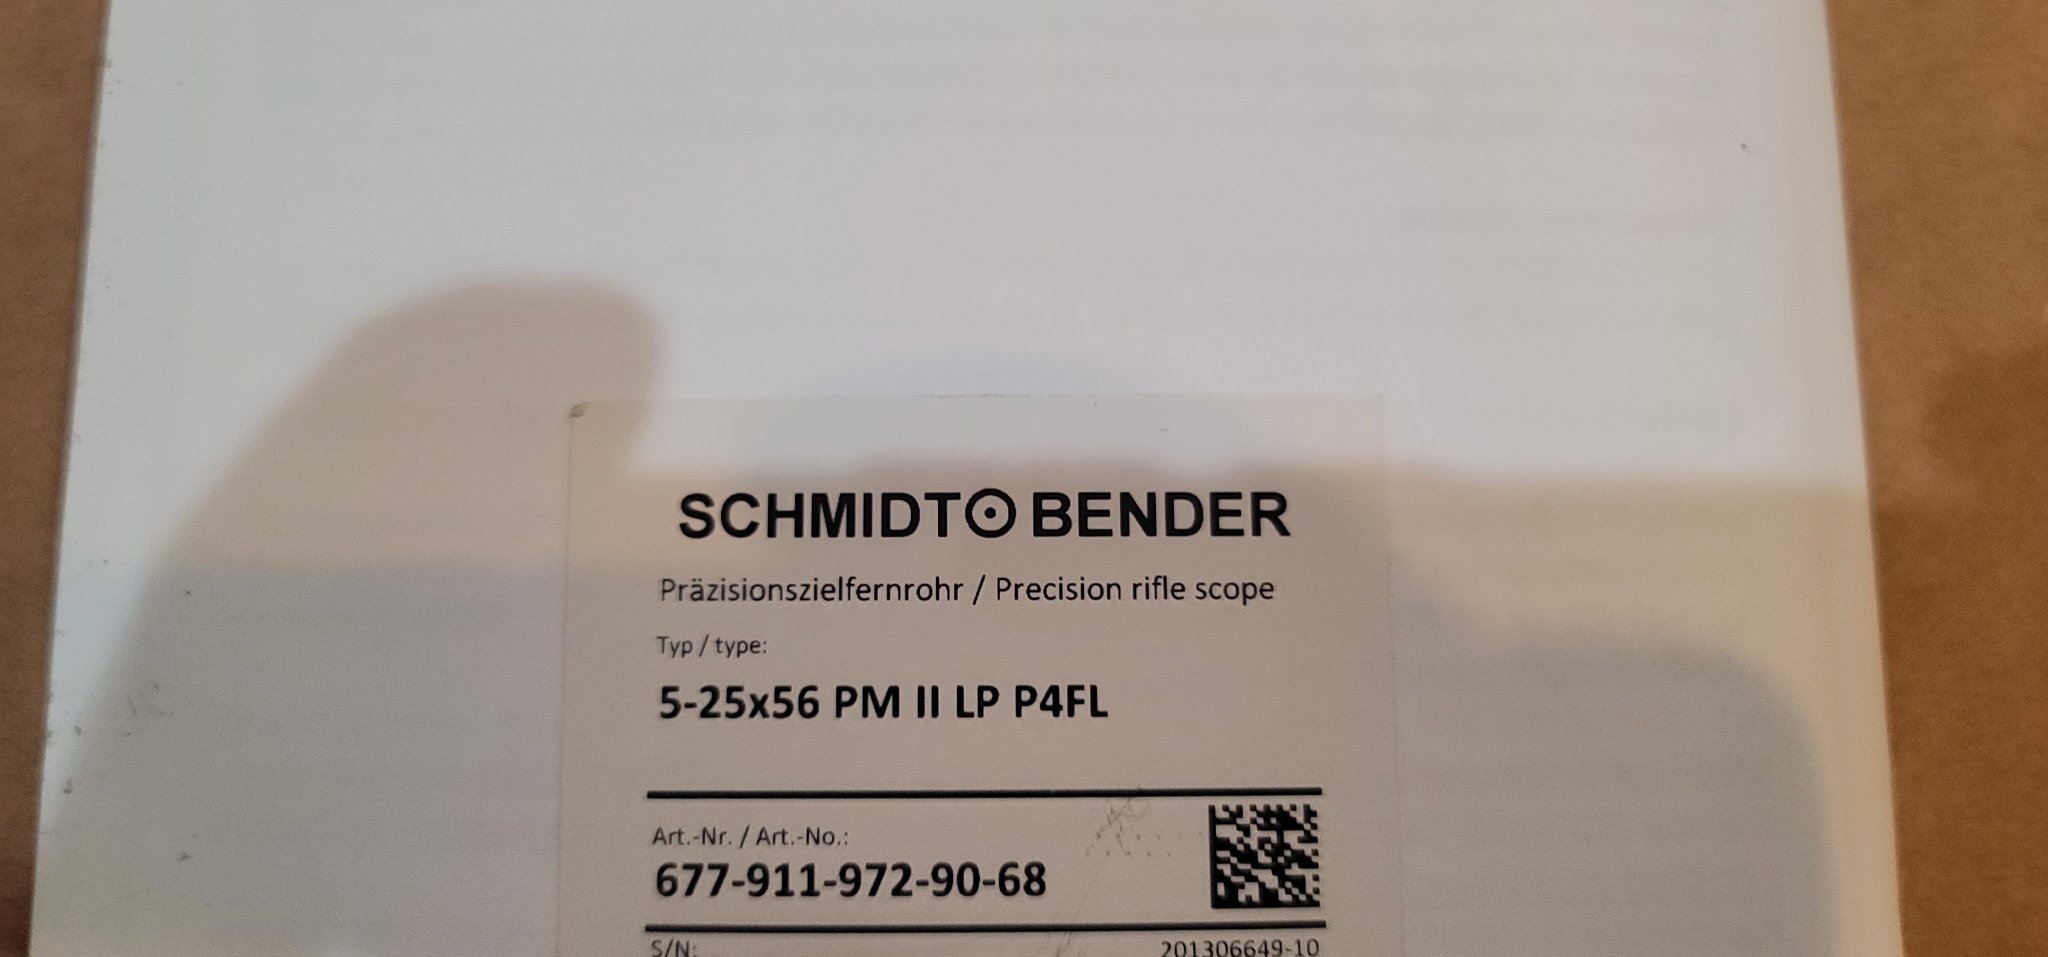 SCHMIDT BENDER
Präzisionszielfernrohr / Precision rifle scope
Typ / type:
5-25x56 PM II LP P4FL
Art.-Nr. / Art.-No.:
677-911-972-90-68
S/N: 201306649-10